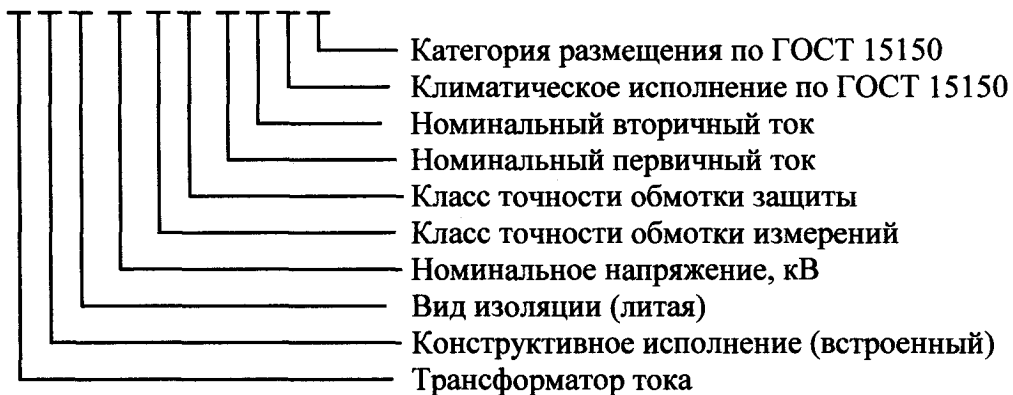 Категория размещения по ГОСТ 15150
Климатическое исполнение по ГОСТ 15150
Номинальный вторичный ток
Номинальный первичный ток
Класс точности обмотки защиты
Класс точности обмотки измерений
Номинальное напряжение, кВ
Вид изоляции (литая)
Конструктивное исполнение (встроенный)
Трансформатор тока